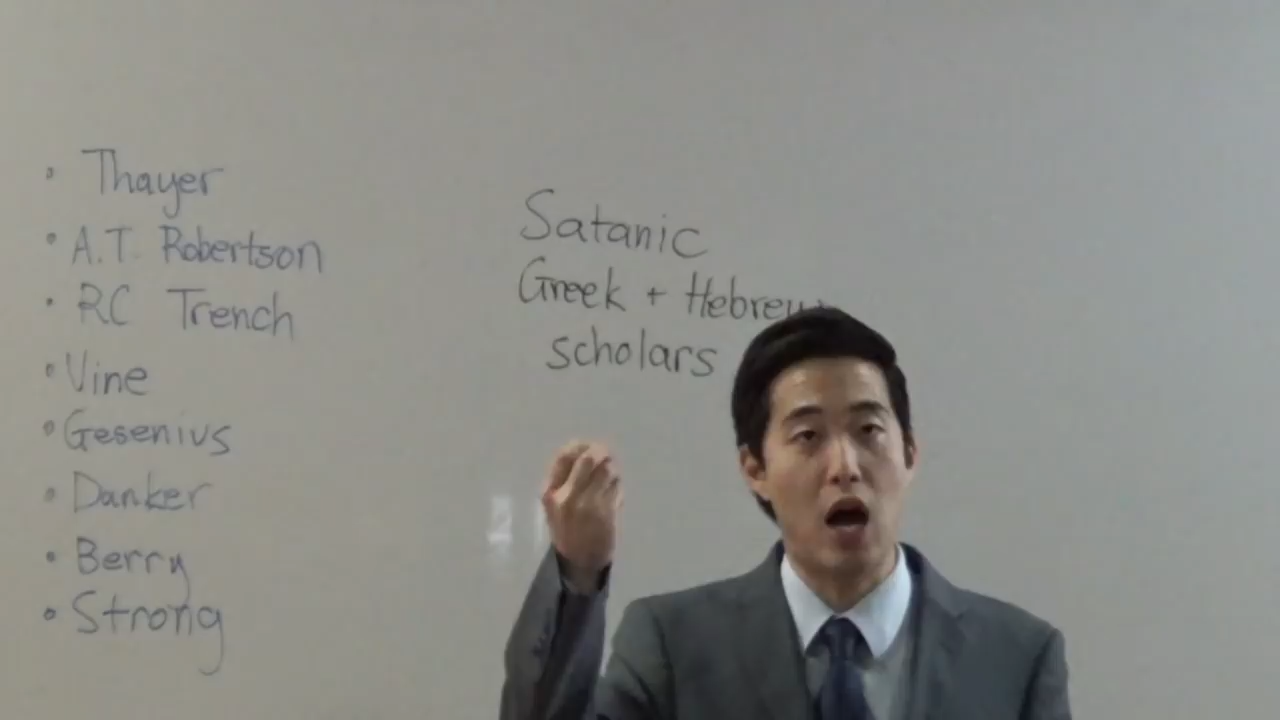 • Thayer
• A.T. Robertson
• RC Trench
• Vine
• Gesenius
• Danker
• Berry
• Strong
Satanic
Greek + Hebrew
scholars